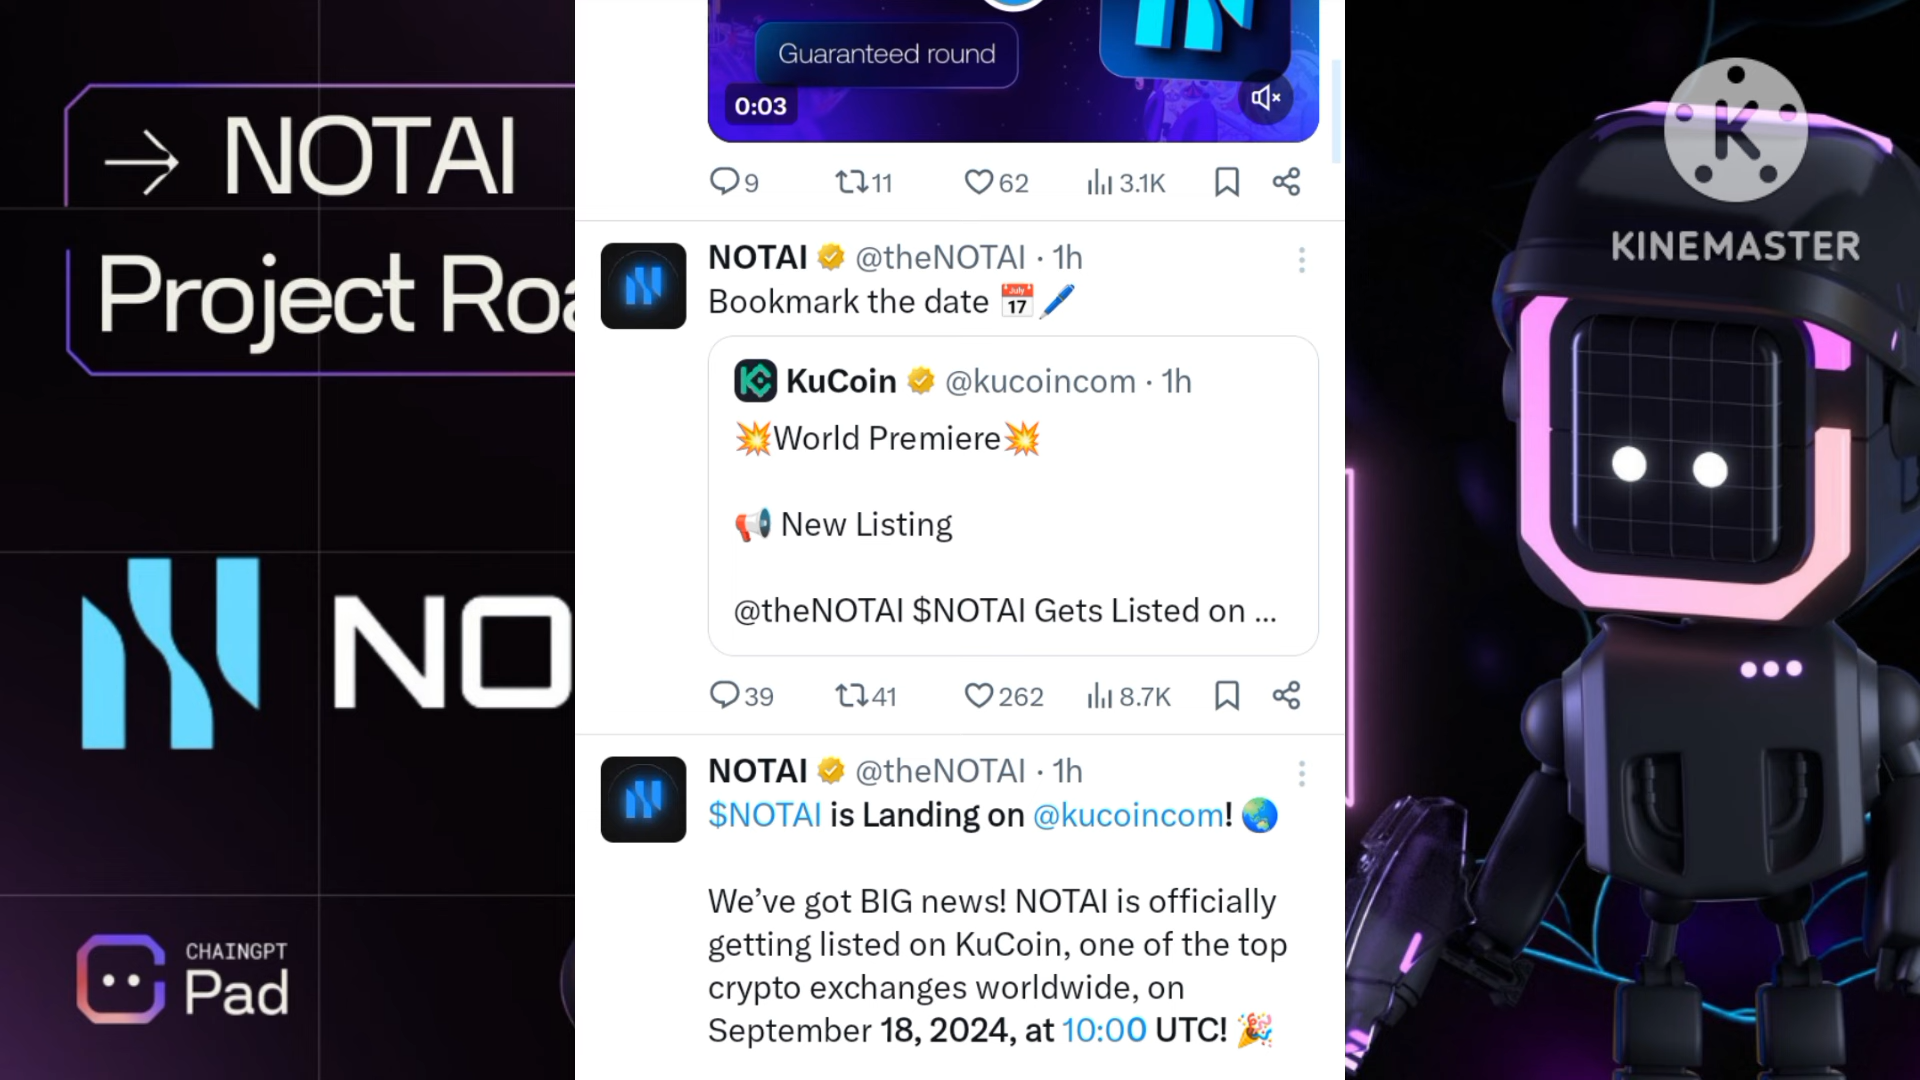 → NOTAI
Project Roa
NO
CHAINGPT
Pad
Guaranteed round
0:03
9 11 62 3.1K
NOTAI @theNOTAI · 1h
Bookmark the date 📅🖊️
KuCoin @kucoincom · 1h
💥World Premiere💥
📢 New Listing
@theNOTAI $NOTAI Gets Listed on ...
39 41 262 8.7K
NOTAI @theNOTAI · 1h
$NOTAI is Landing on @kucoincom! 🌏
We’ve got BIG news! NOTAI is officially
getting listed on KuCoin, one of the top
crypto exchanges worldwide, on
September 18, 2024, at 10:00 UTC! 🎉
K
KINEMASTER